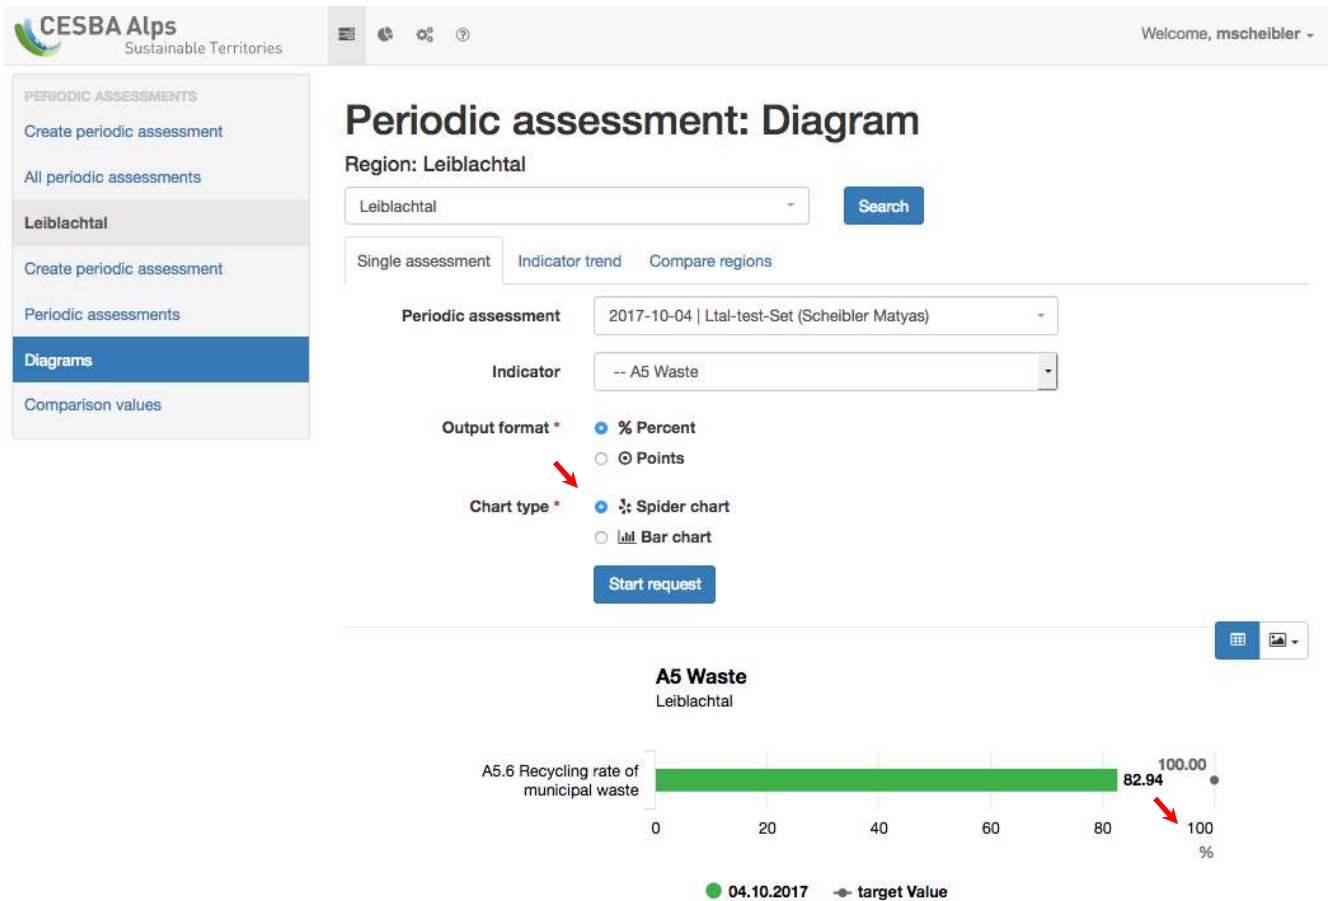 CESBA Alps
Sustainable Territories
Welcome, mscheibler
PERIODIC ASSESSMENTS
Create periodic assessment
All periodic assessments
Leiblachtal
Create periodic assessment
Periodic assessments
Diagrams
Comparison values
Periodic assessment: Diagram
Region: Leiblachtal
Leiblachtal
Search
Single assessment
Indicator trend
Compare regions
Periodic assessment
2017-10-04 | Ltal-test-Set (Scheibler Matyas)
Indicator
-- A5 Waste
Output format *
% Percent
Points
Chart type *
Spider chart
Bar chart
Start request
A5 Waste
Leiblachtal
A5.6 Recycling rate of
municipal waste
82.94
100.00
0 20 40 60 80 100
%
04.10.2017
target Value